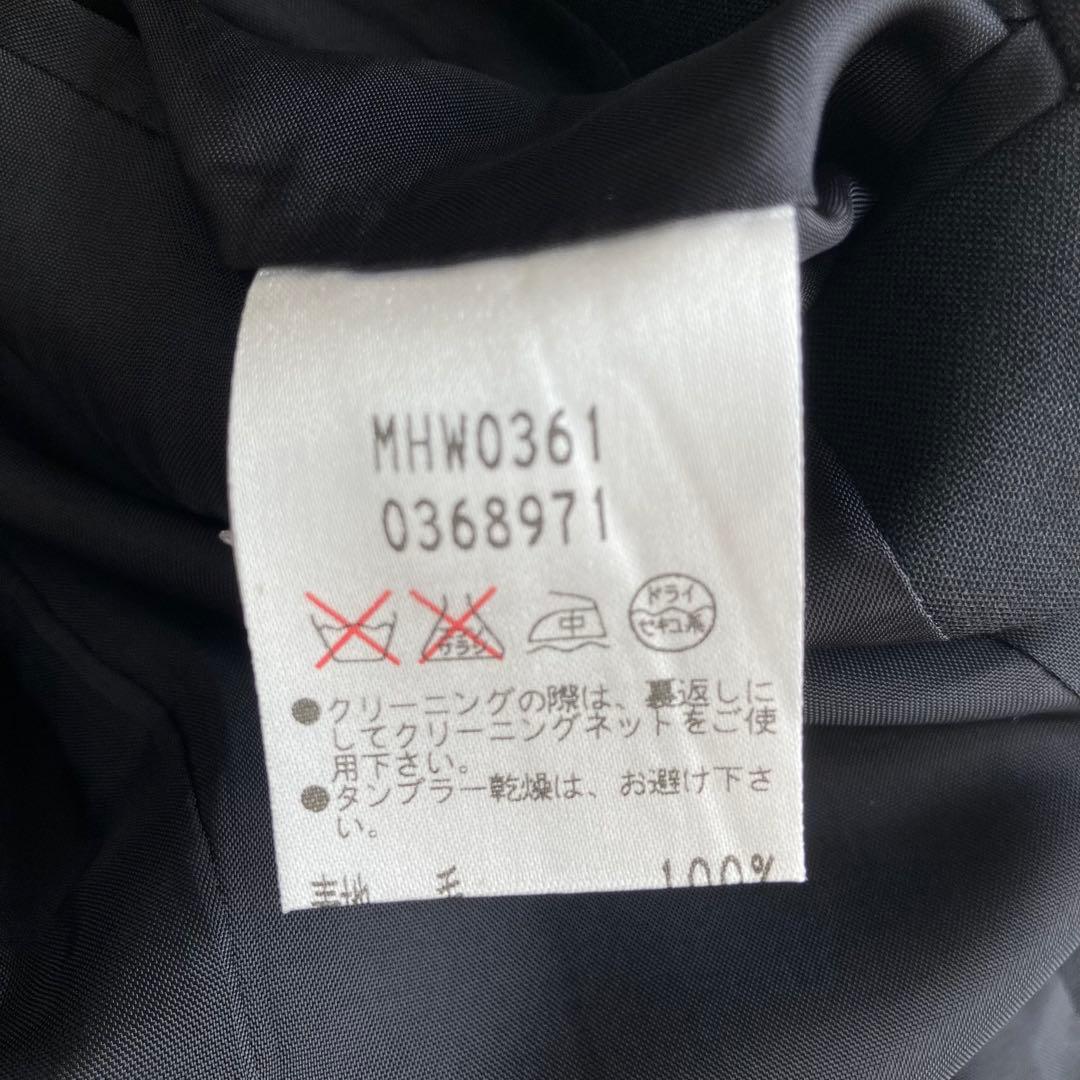 MHW0361
0368971
中
ドライ
セキユ系
●クリーニングの際は、裏返しに
してクリーニングネットをご使
用下さい。
●タンブラー乾燥は、お避け下さ
い。
100%